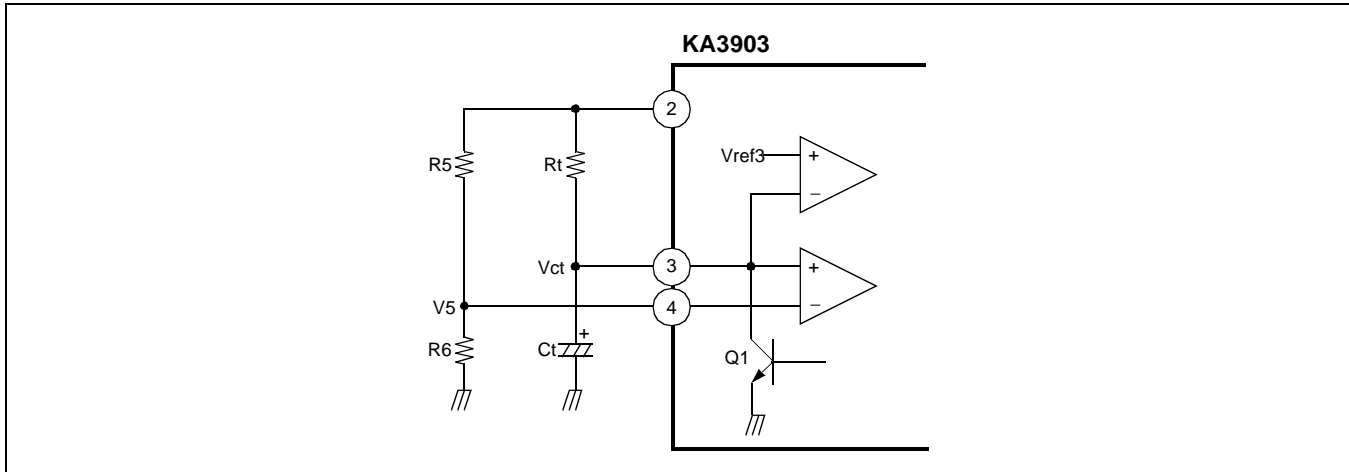 KA3903
2
R5
Rt
Vref3
+
−
Vct
3
+
V5
4
−
R6
Ct
+
Q1